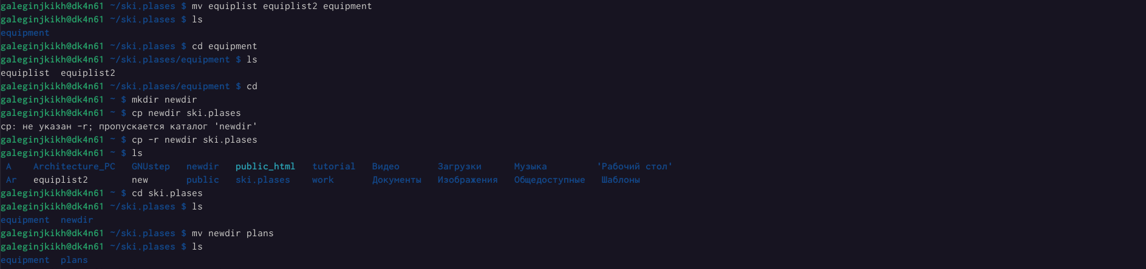 galeginjkikh@dk4n61 ~/ski.plases $ mv equiplist equiplist2 equipment
galeginjkikh@dk4n61 ~/ski.plases $ ls
equipment
galeginjkikh@dk4n61 ~/ski.plases $ cd equipment
galeginjkikh@dk4n61 ~/ski.plases/equipment $ ls
equiplist  equiplist2
galeginjkikh@dk4n61 ~/ski.plases/equipment $ cd
galeginjkikh@dk4n61 ~ $ mkdir newdir
galeginjkikh@dk4n61 ~ $ cp newdir ski.plases
cp: не указан -r; пропускается каталог 'newdir'
galeginjkikh@dk4n61 ~ $ cp -r newdir ski.plases
galeginjkikh@dk4n61 ~ $ ls
A   Architecture_PC  GNUstep  newdir  public_html  tutorial  Видео  Загрузки  Музыка  'Рабочий стол'
Ar  equiplist2  new  public  ski.plases  work  Документы  Изображения  Общедоступные  Шаблоны
galeginjkikh@dk4n61 ~ $ cd ski.plases
galeginjkikh@dk4n61 ~/ski.plases $ ls
equipment  newdir
galeginjkikh@dk4n61 ~/ski.plases $ mv newdir plans
galeginjkikh@dk4n61 ~/ski.plases $ ls
equipment  plans